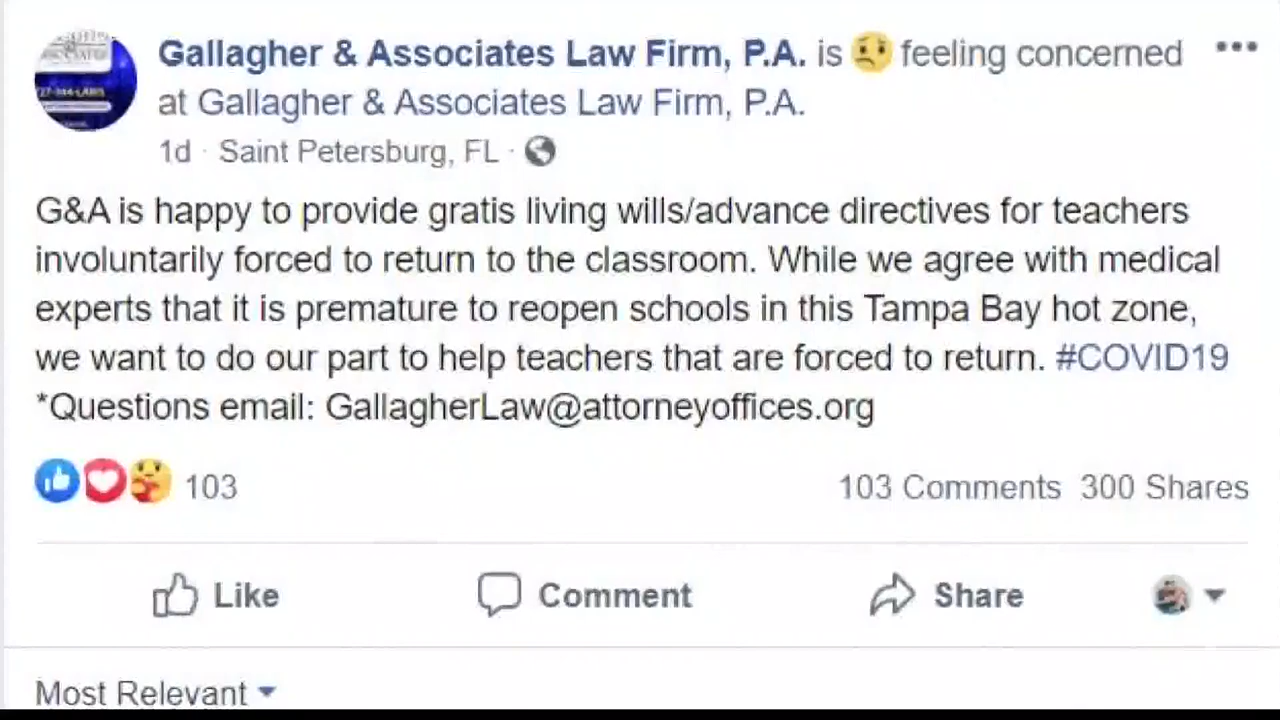 Gallagher & Associates Law Firm, P.A. is feeling concerned
at Gallagher & Associates Law Firm, P.A.
1d · Saint Petersburg, FL ·
G&A is happy to provide gratis living wills/advance directives for teachers
involuntarily forced to return to the classroom. While we agree with medical
experts that it is premature to reopen schools in this Tampa Bay hot zone,
we want to do our part to help teachers that are forced to return. #COVID19
*Questions email: GallagherLaw@attorneyoffices.org
103
103 Comments 300 Shares
Like
Comment
Share
Most Relevant